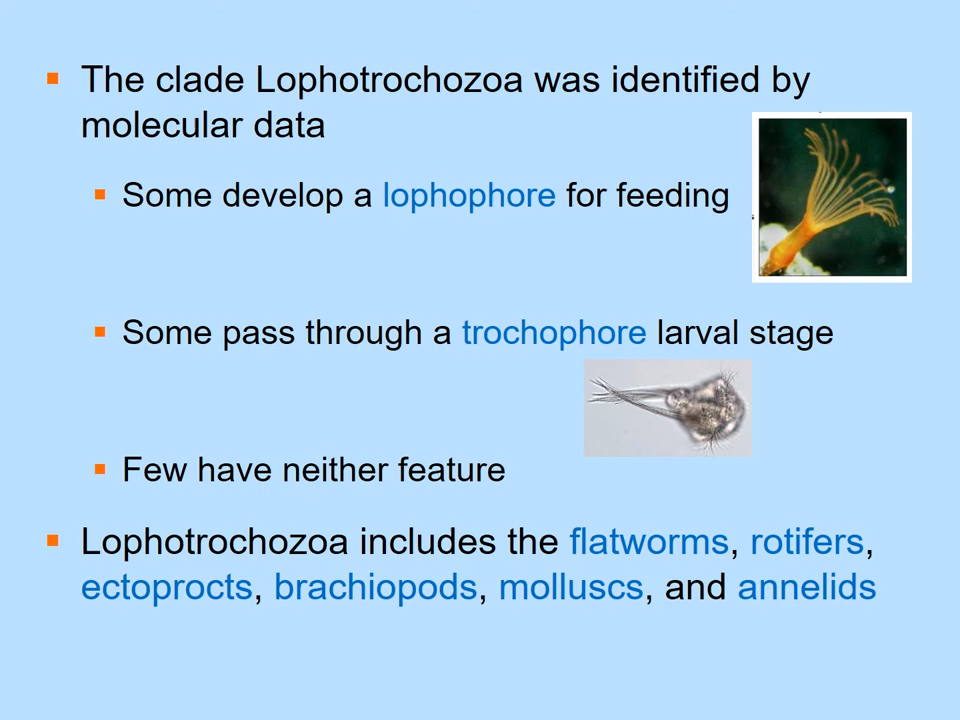 The clade Lophotrochozoa was identified by
molecular data
Some develop a lophophore for feeding
Some pass through a trochophore larval stage
Few have neither feature
Lophotrochozoa includes the flatworms, rotifers,
ectoprocts, brachiopods, molluscs, and annelids